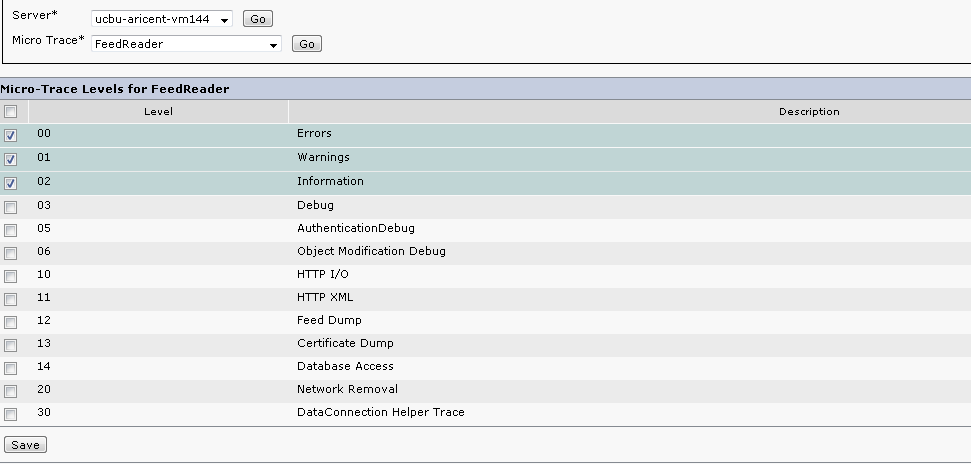 Server* ucbu-aricent-vm144 Go
Micro Trace* FeedReader Go
Micro-Trace Levels for FeedReader
Level Description
00 Errors
01 Warnings
02 Information
03 Debug
05 AuthenticationDebug
06 Object Modification Debug
10 HTTP I/O
11 HTTP XML
12 Feed Dump
13 Certificate Dump
14 Database Access
20 Network Removal
30 DataConnection Helper Trace
Save